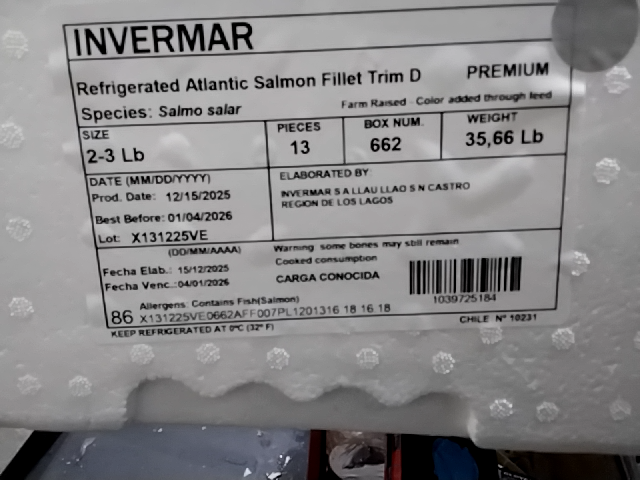 INVERMAR
Refrigerated Atlantic Salmon Fillet Trim D PREMIUM
Species: Salmo salar Farm Raised - Color added through feed
SIZE PIECES BOX NUM. WEIGHT
2-3 Lb 13 662 35,66 Lb
DATE (MM/DD/YYYY) ELABORATED BY:
Prod. Date: 12/15/2025 INVERMAR S A LLAU LLAO S N CASTRO
REGION DE LOS LAGOS
Best Before: 01/04/2026
Lot: X131225VE
(DD/MM/AAAA) Warning some bones may still remain
Fecha Elab.: 15/12/2025 Cooked consumption
Fecha Venc.:04/01/2026 CARGA CONOCIDA
1039725184
Allergens: Contains Fish(Salmon)
86 X131225VE0662AFF007PL1201316 18 16 18
KEEP REFRIGERATED AT 0°C (32° F) CHILE N° 10231